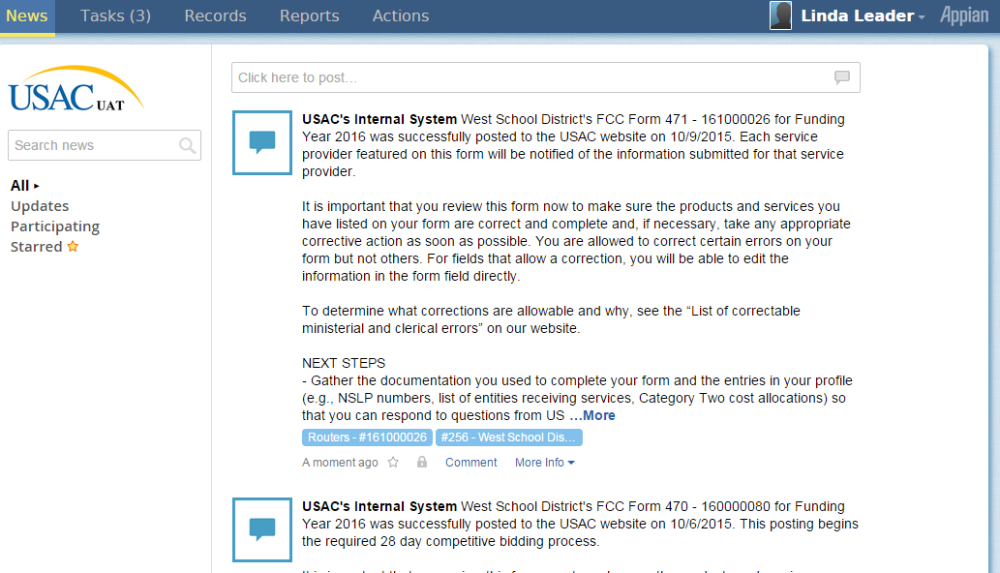 News Tasks (3) Records Reports Actions Linda Leader Appian
USAC UAT
Search news
All
Updates
Participating
Starred
Click here to post...
USAC's Internal System West School District's FCC Form 471 - 161000026 for Funding
Year 2016 was successfully posted to the USAC website on 10/9/2015. Each service
provider featured on this form will be notified of the information submitted for that service
provider.
It is important that you review this form now to make sure the products and services you
have listed on your form are correct and complete and, if necessary, take any appropriate
corrective action as soon as possible. You are allowed to correct certain errors on your
form but not others. For fields that allow a correction, you will be able to edit the
information in the form field directly.
To determine what corrections are allowable and why, see the “List of correctable
ministerial and clerical errors” on our website.
NEXT STEPS
- Gather the documentation you used to complete your form and the entries in your profile
(e.g., NSLP numbers, list of entities receiving services, Category Two cost allocations) so
that you can respond to questions from US ...More
Routers - #161000026 #256 - West School Dis...
A moment ago Comment More Info
USAC's Internal System West School District's FCC Form 470 - 160000080 for Funding
Year 2016 was successfully posted to the USAC website on 10/6/2015. This posting begins
the required 28 day competitive bidding process.